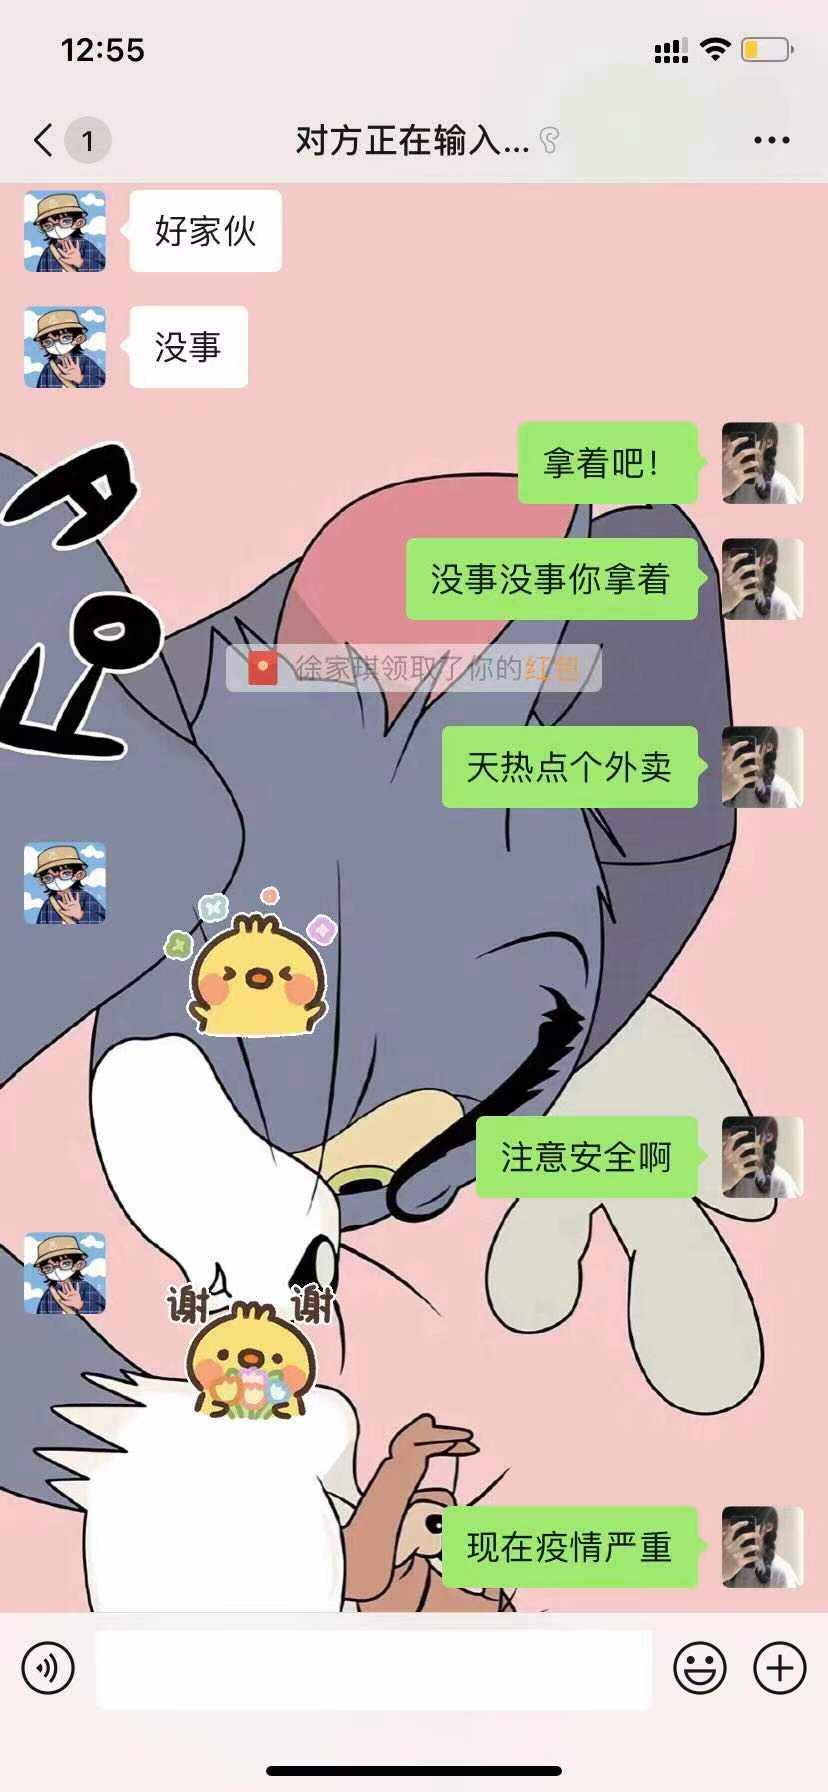 12:55
1
对方正在输入...
好家伙
没事
拿着吧！
没事没事你拿着
徐家琪领取了你的红包
天热点个外卖
注意安全啊
谢 谢
现在疫情严重